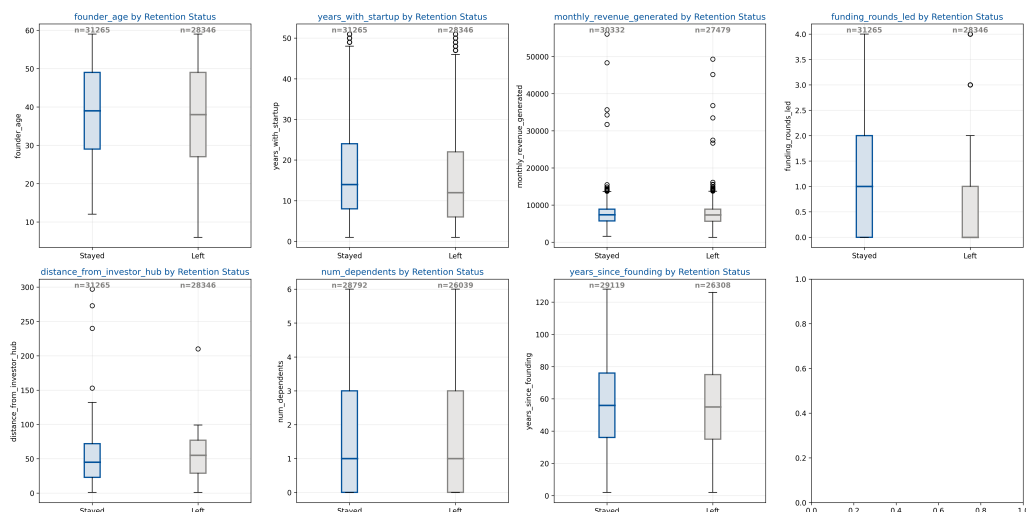 founder_age by Retention Status
n=31265
n=28346
60
50
40
30
20
10
founder_age
Stayed
Left
years_with_startup by Retention Status
n=31265
n=28346
50
40
30
20
10
0
years_with_startup
Stayed
Left
monthly_revenue_generated by Retention Status
n=30332
n=27479
50000
40000
30000
20000
10000
0
monthly_revenue_generated
Stayed
Left
funding_rounds_led by Retention Status
n=31265
n=28346
4.0
3.5
3.0
2.5
2.0
1.5
1.0
0.5
0.0
funding_rounds_led
Stayed
Left
distance_from_investor_hub by Retention Status
n=31265
n=28346
300
250
200
150
100
50
0
distance_from_investor_hub
Stayed
Left
num_dependents by Retention Status
n=28792
n=26039
6
5
4
3
2
1
0
num_dependents
Stayed
Left
years_since_founding by Retention Status
n=29119
n=26308
120
100
80
60
40
20
0
years_since_founding
Stayed
Left
1.0
0.8
0.6
0.4
0.2
0.0
0.0 0.2 0.4 0.6 0.8 1.0